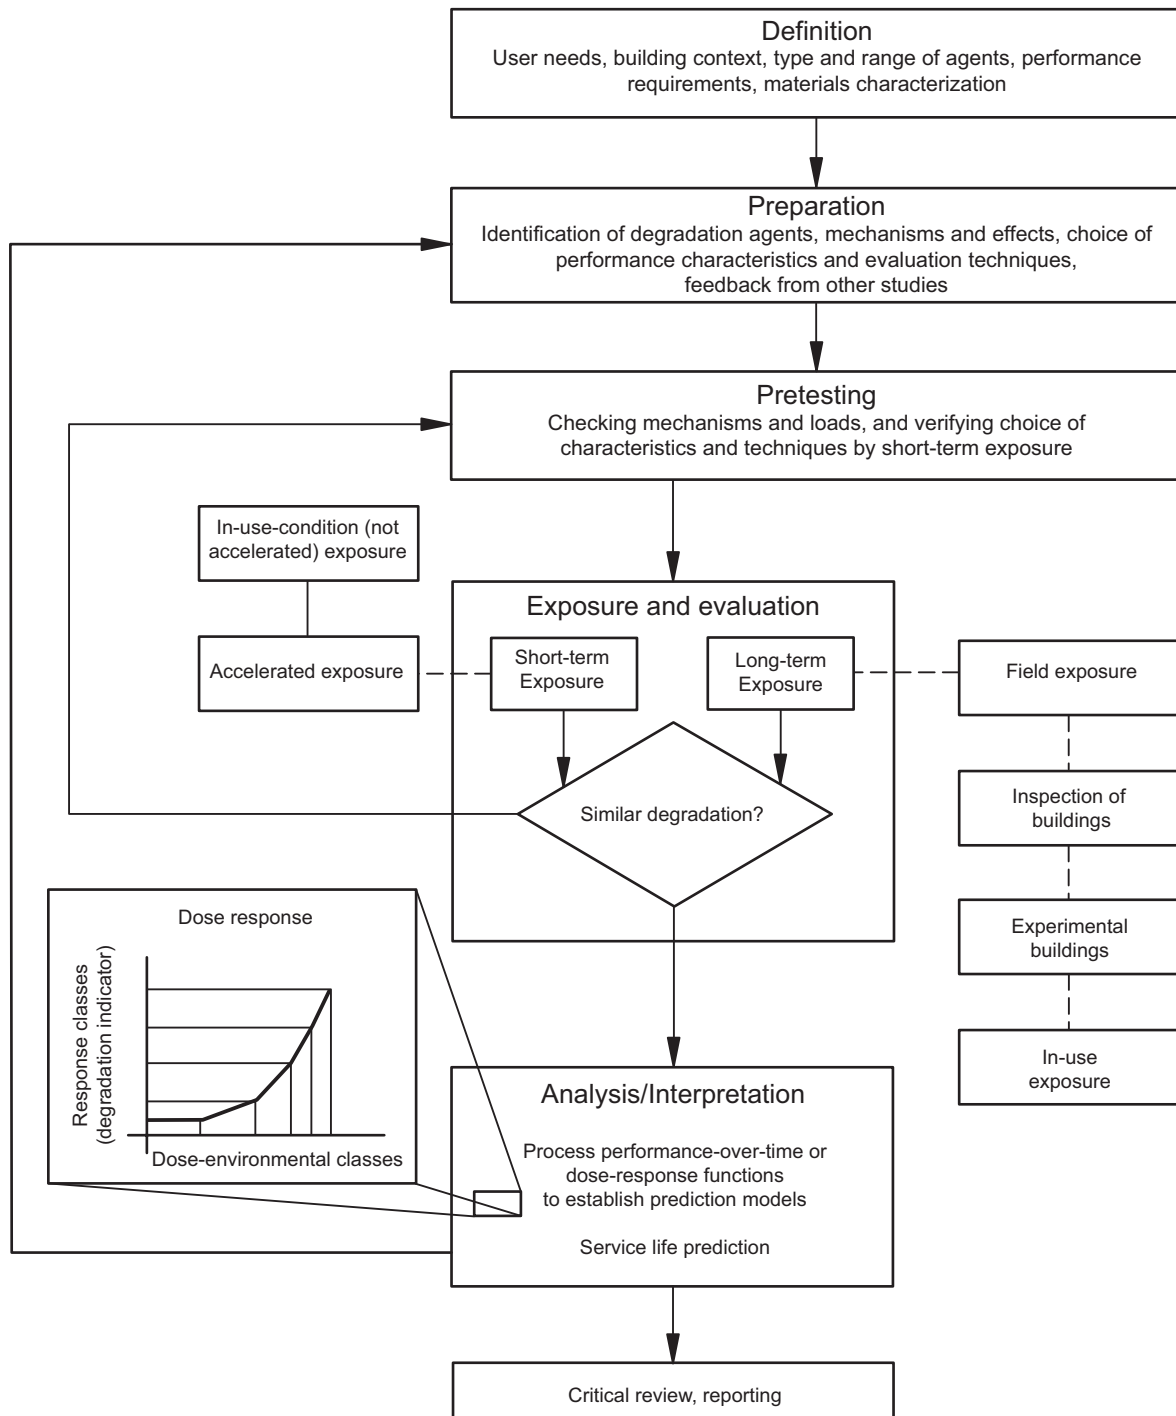 Definition
User needs, building context, type and range of agents, performance
requirements, materials characterization
Preparation
Identification of degradation agents, mechanisms and effects, choice of
performance characteristics and evaluation techniques,
feedback from other studies
Pretesting
Checking mechanisms and loads, and verifying choice of
characteristics and techniques by short-term exposure
In-use-condition (not
accelerated) exposure
Accelerated exposure
Exposure and evaluation
Short-term
Exposure
Long-term
Exposure
Field exposure
Similar degradation?
Inspection of
buildings
Experimental
buildings
In-use
exposure
Dose response
Response classes
(degradation indicator)
Dose-environmental classes
Analysis/Interpretation
Process performance-over-time or
dose-response functions
to establish prediction models
Service life prediction
Critical review, reporting